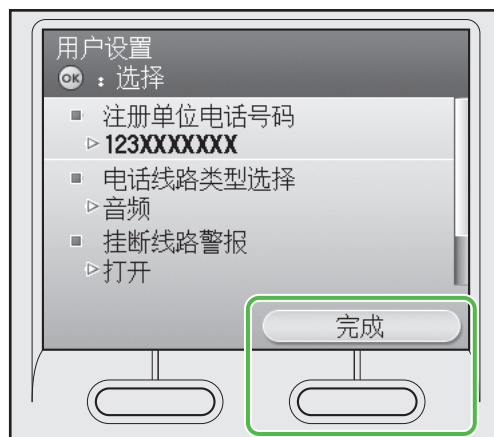 用户设置
OK：选择
注册单位电话号码
123XXXXXXX
电话线路类型选择
音频
挂断线路警报
打开
完成